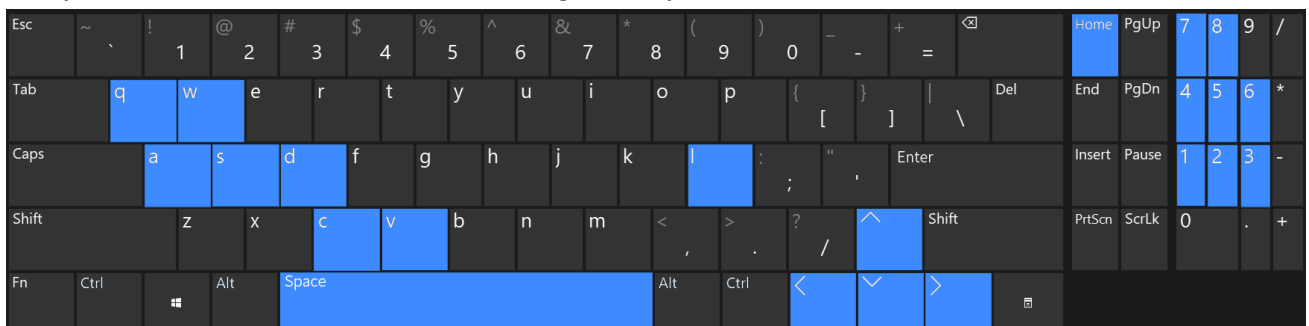 Esc ~ ` ! 1 @ 2 # 3 $ 4 % 5 ^ 6 & 7 * 8 ( 9 ) 0 _ - + = Home PgUp 7 8 9 /
Tab q w e r t y u i o p { [ } ] | \ Del End PgDn 4 5 6 *
Caps a s d f g h j k l : ; " ' Enter Insert Pause 1 2 3 -
Shift z x c v b n m < , > . ? / Shift PrtScn ScrLk 0 . +
Fn Ctrl Alt Space Alt Ctrl